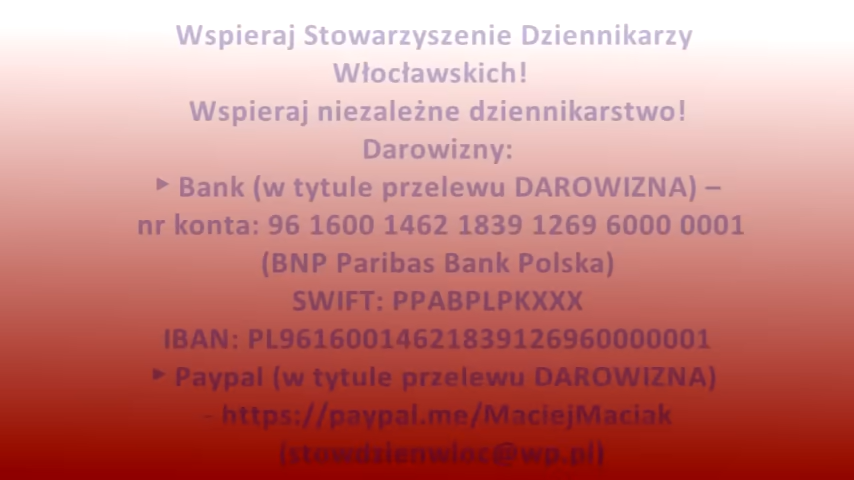 Wspieraj Stowarzyszenie Dziennikarzy
Włocławskich!
Wspieraj niezależne dziennikarstwo!
Darowizny:
‣ Bank (w tytule przelewu DAROWIZNA) –
nr konta: 96 1600 1462 1839 1269 6000 0001
(BNP Paribas Bank Polska)
SWIFT: PPABPLPKXXX
IBAN: PL96160014621839126960000001
‣ Paypal (w tytule przelewu DAROWIZNA)
- https://paypal.me/MaciejMaciak
(stowdzienwloc@wp.pl)